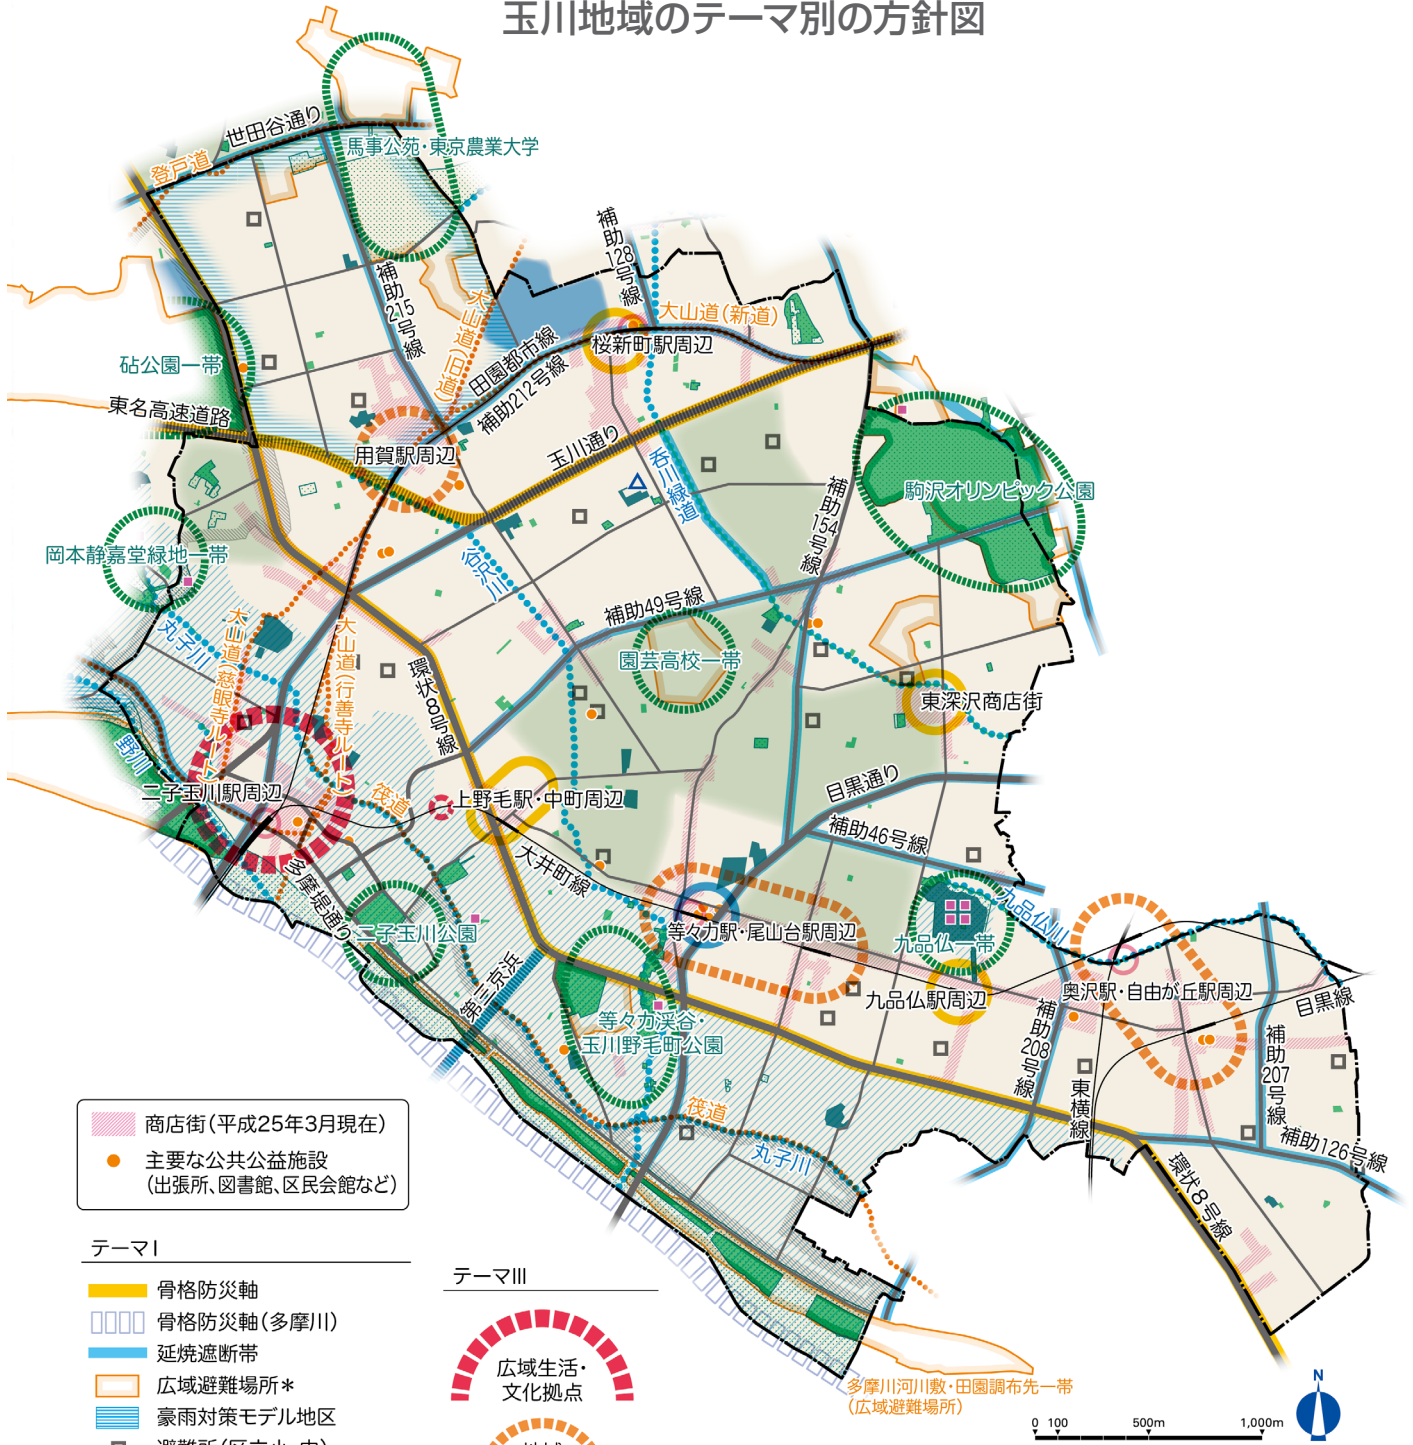 玉川地域のテーマ別の方針図
世田谷通り
登戸道
馬事公苑・東京農業大学
補助128号線
補助215号線
大山道(旧道)
大山道(新道)
田園都市線
補助212号線
桜新町駅周辺
砧公園一帯
東名高速道路
用賀駅周辺
玉川通り
呑川緑道
補助154号線
駒沢オリンピック公園
岡本静嘉堂緑地一帯
谷沢川
丸子川
大山道(慈眼寺ルート)
大山道(行善寺ルート)
補助49号線
園芸高校一帯
環状8号線
東深沢商店街
野川
二子玉川駅周辺
筏道
上野毛駅・中町周辺
目黒通り
補助46号線
大井町線
多摩堤通り
二子玉川公園
等々力駅・尾山台駅周辺
九品仏一帯
九品仏川
第三京浜
九品仏駅周辺
奥沢駅・自由が丘駅周辺
目黒線
等々力渓谷・
玉川野毛町公園
補助208号線
補助207号線
東横線
筏道
丸子川
補助126号線
環状8号線
商店街(平成25年3月現在)
主要な公共公益施設
(出張所、図書館、区民会館など)
テーマI
骨格防災軸
骨格防災軸(多摩川)
延焼遮断帯
広域避難場所*
豪雨対策モデル地区
避難所(区立小・中)
テーマIII
広域生活・
文化拠点
地域
多摩川河川敷・田園調布先一帯
(広域避難場所)
N
0 100 500m 1,000m